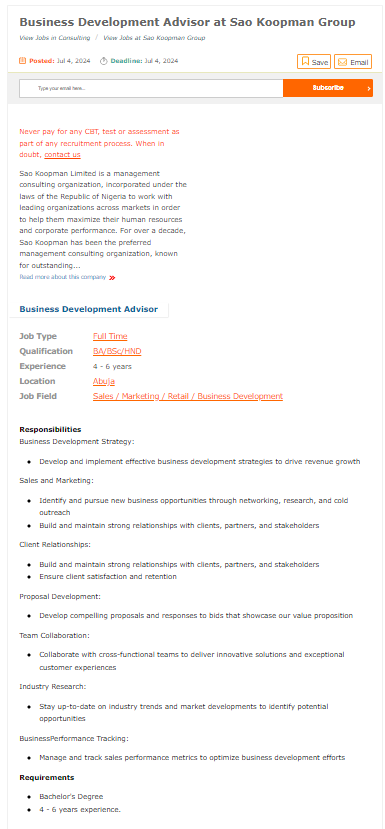 Business Development Advisor at Sao Koopman Group
View Jobs in Consulting / View Jobs at Sao Koopman Group
Posted: Jul 4, 2024 Deadline: Jul 4, 2024 Save Email
Type your email here... Subscribe
Never pay for any CBT, test or assessment as
part of any recruitment process. When in
doubt, contact us
Sao Koopman Limited is a management
consulting organization, incorporated under the
laws of the Republic of Nigeria to work with
leading organizations across markets in order
to help them maximize their human resources
and corporate performance. For over a decade,
Sao Koopman has been the preferred
management consulting organization, known
for outstanding...
Read more about this company
Business Development Advisor
Job Type Full Time
Qualification BA/BSc/HND
Experience 4 - 6 years
Location Abuja
Job Field Sales / Marketing / Retail / Business Development
Responsibilities
Business Development Strategy:
• Develop and implement effective business development strategies to drive revenue growth
Sales and Marketing:
• Identify and pursue new business opportunities through networking, research, and cold
outreach
• Build and maintain strong relationships with clients, partners, and stakeholders
Client Relationships:
• Build and maintain strong relationships with clients, partners, and stakeholders
• Ensure client satisfaction and retention
Proposal Development:
• Develop compelling proposals and responses to bids that showcase our value proposition
Team Collaboration:
• Collaborate with cross-functional teams to deliver innovative solutions and exceptional
customer experiences
Industry Research:
• Stay up-to-date on industry trends and market developments to identify potential
opportunities
BusinessPerformance Tracking:
• Manage and track sales performance metrics to optimize business development efforts
Requirements
• Bachelor's Degree
• 4 - 6 years experience.